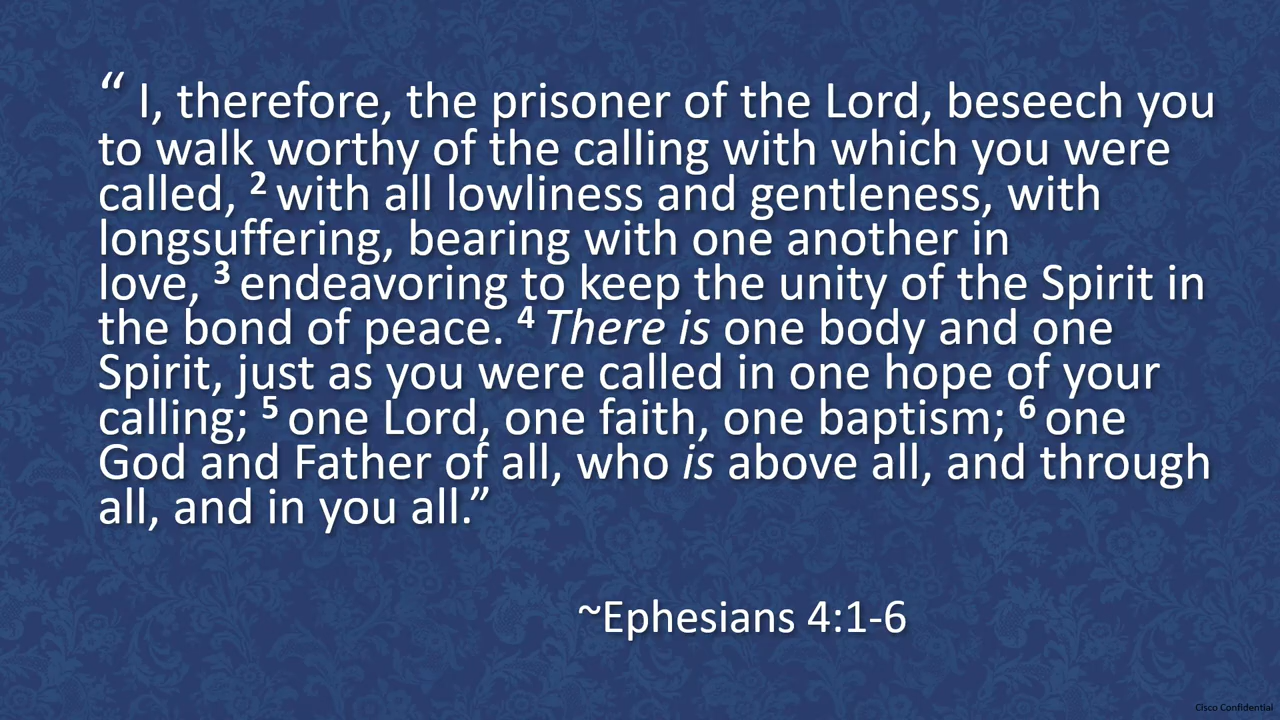 “ I, therefore, the prisoner of the Lord, beseech you
to walk worthy of the calling with which you were
called, 2 with all lowliness and gentleness, with
longsuffering, bearing with one another in
love, 3 endeavoring to keep the unity of the Spirit in
the bond of peace. 4 There is one body and one
Spirit, just as you were called in one hope of your
calling; 5 one Lord, one faith, one baptism; 6 one
God and Father of all, who is above all, and through
all, and in you all.”
~Ephesians 4:1-6
Cisco Confidential